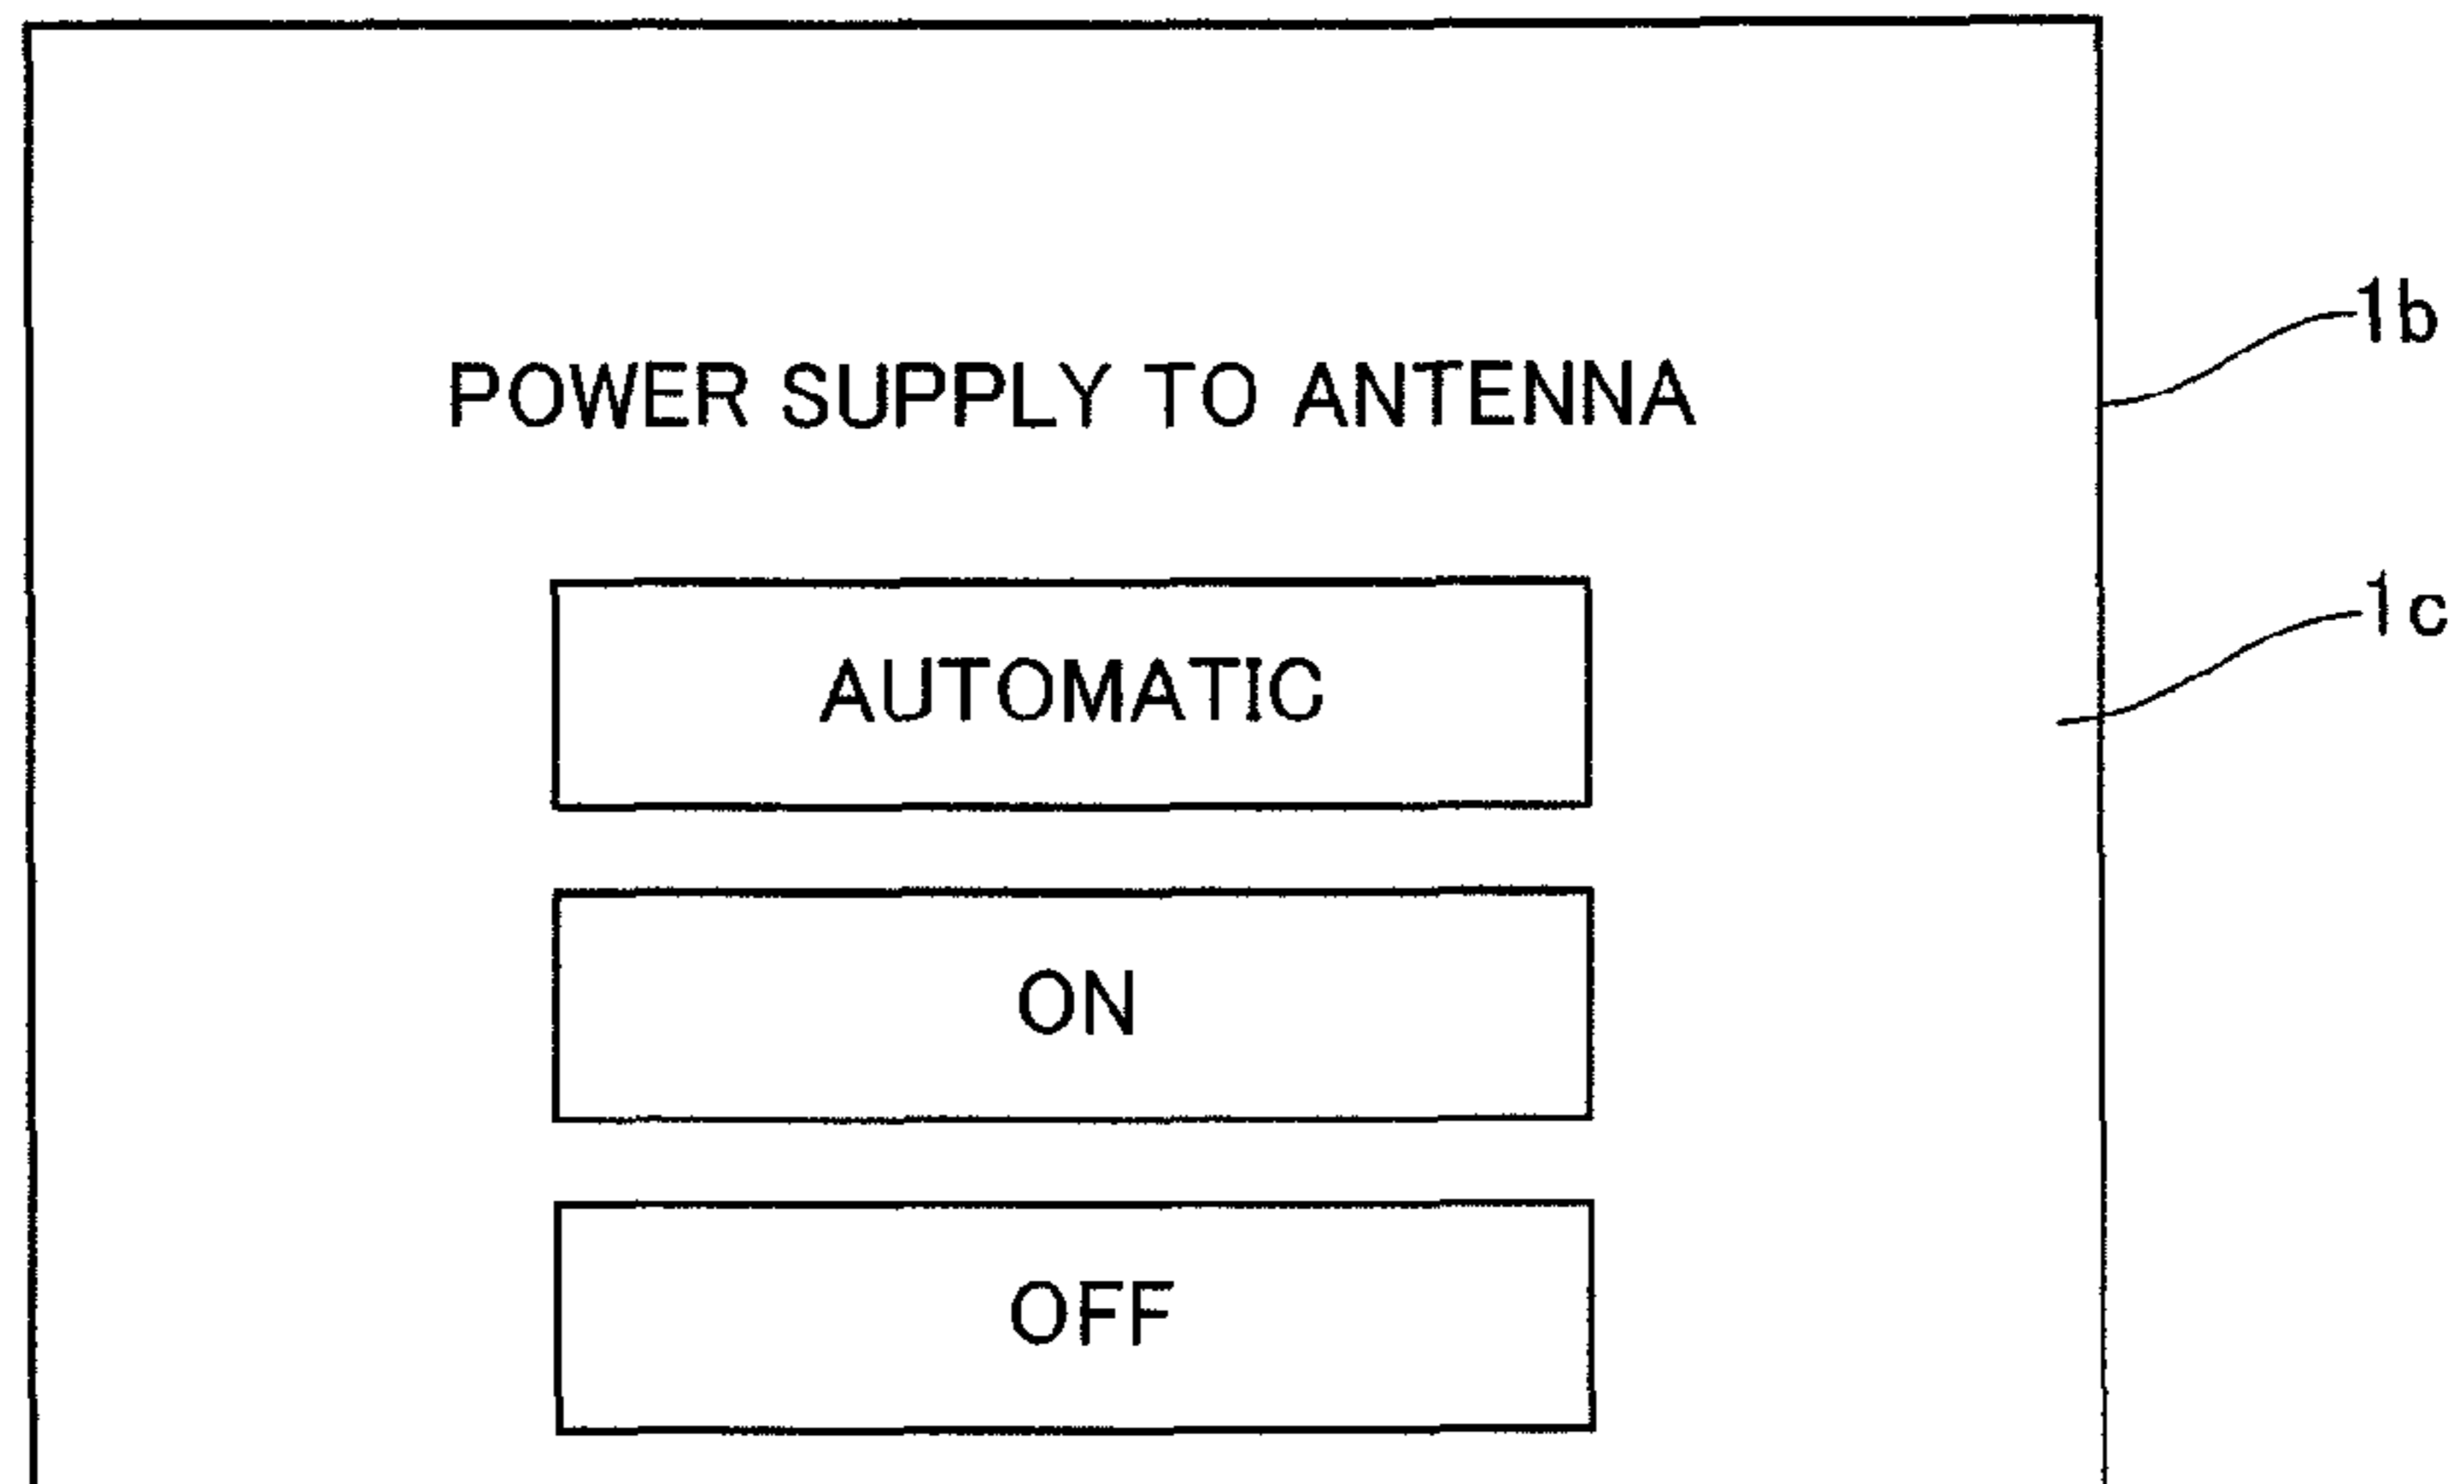 1b
POWER SUPPLY TO ANTENNA
1c
AUTOMATIC
ON
OFF